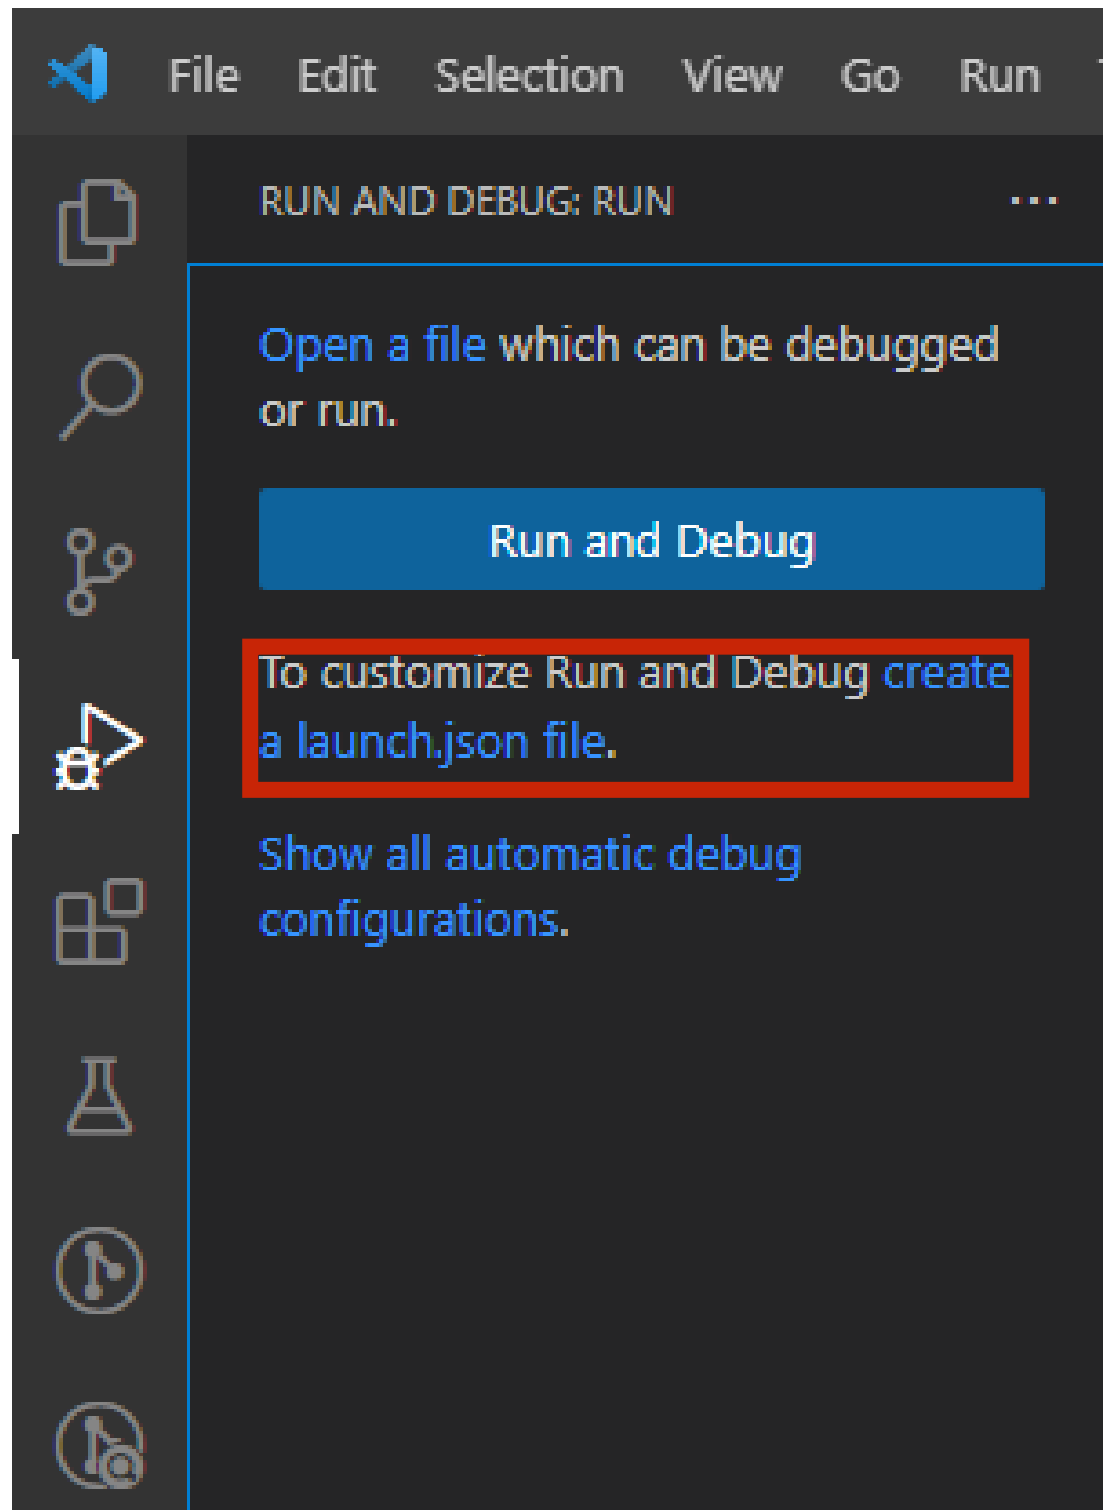 File Edit Selection View Go Run
RUN AND DEBUG: RUN ...
Open a file which can be debugged
or run.
Run and Debug
To customize Run and Debug create
a launch.json file.
Show all automatic debug
configurations.